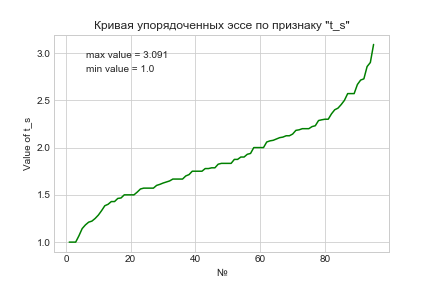 Кривая упорядоченных эссе по признаку "t_s"
max value = 3.091
min value = 1.0
Value of t_s
3.0
2.5
2.0
1.5
1.0
0
20
40
60
80
№